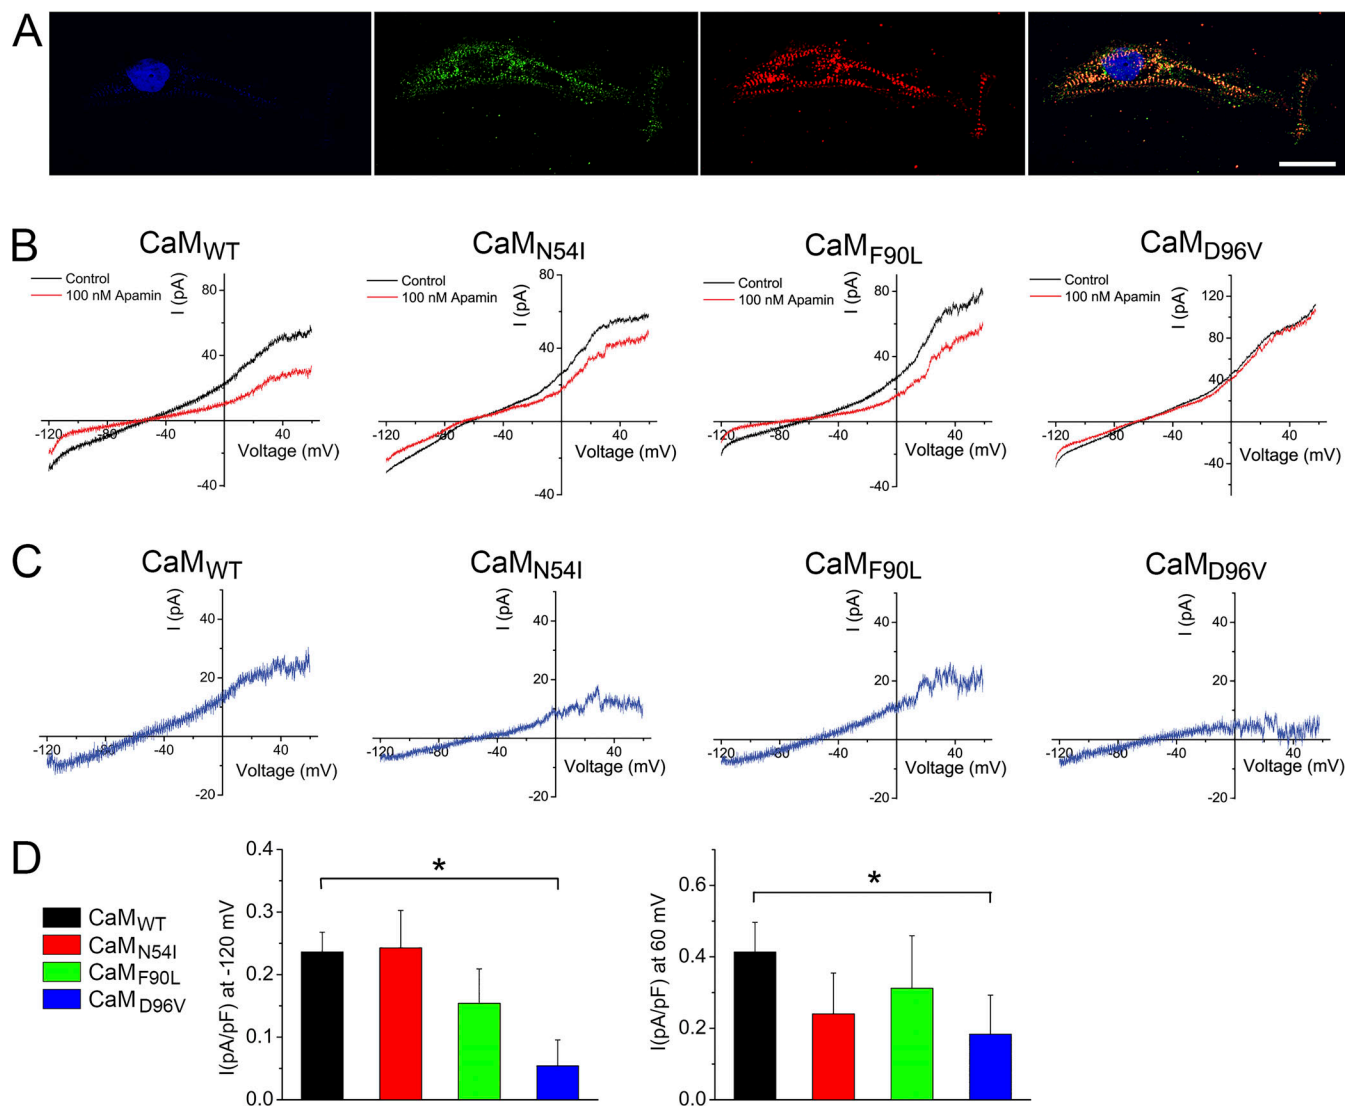 A
B
CaMWT
CaMN54I
CaMF90L
CaMD96V
Control
100 nM Apamin
I (pA)
80
40
-40
-120
-80
-40
40
Voltage (mV)
Control
100 nM Apamin
I (pA)
80
40
-40
-120
-80
-40
40
Voltage (mV)
Control
100 nM Apamin
I (pA)
80
40
-40
-120
-80
-40
40
Voltage (mV)
Control
100 nM Apamin
I (pA)
120
80
40
-40
-120
-80
-40
40
Voltage (mV)
C
CaMWT
CaMN54I
CaMF90L
CaMD96V
I (pA)
40
20
-20
-120
-80
-40
0
40
Voltage (mV)
I (pA)
40
20
-20
-120
-80
-40
0
40
Voltage (mV)
I (pA)
40
20
-20
-120
-80
-40
0
40
Voltage (mV)
I (pA)
40
20
-20
-120
-80
-40
0
40
Voltage (mV)
D
CaMWT
CaMN54I
CaMF90L
CaMD96V
I(pA/pF) at -120 mV
0.4
0.3
0.2
0.1
0.0
*
I(pA/pF) at 60 mV
0.6
0.4
0.2
0.0
*